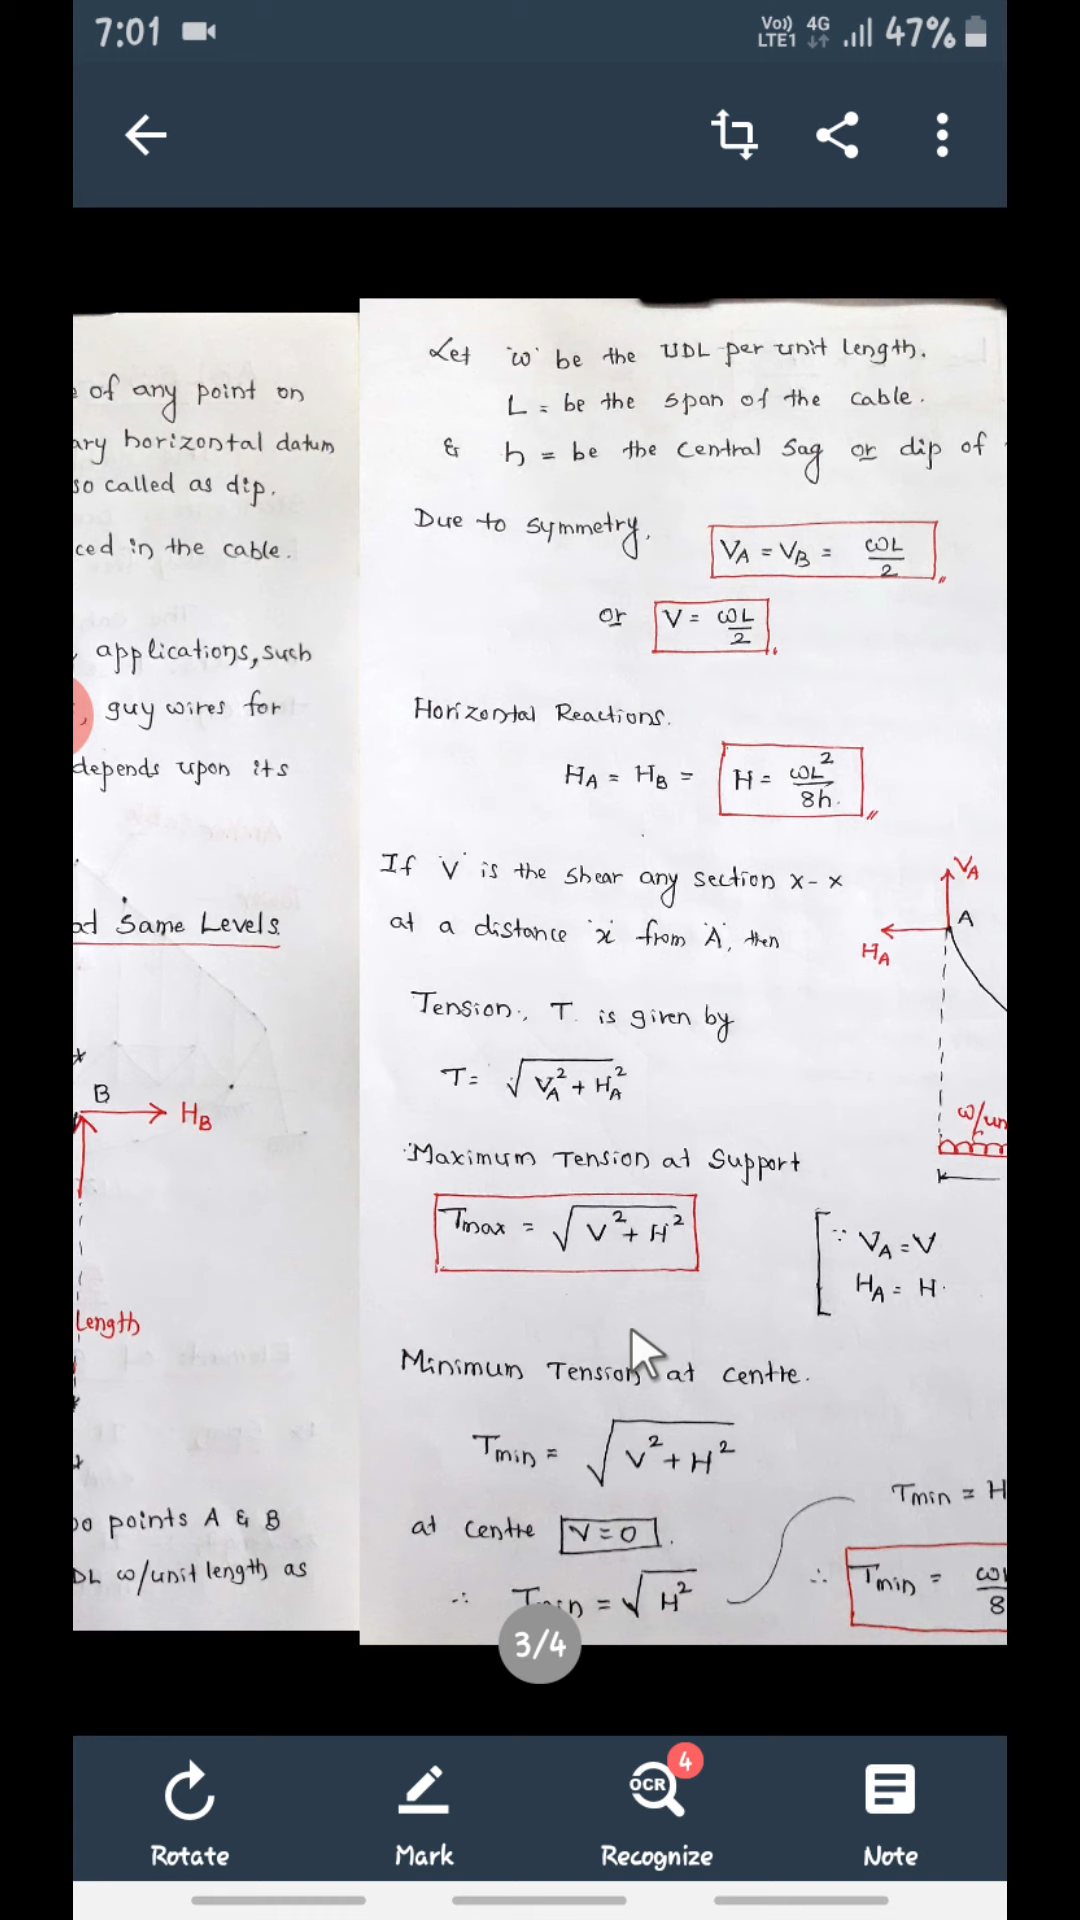 7:01
Vo)) LTE1 4G 47%
of any point on
ary horizontal datum
so called as dip.
ced in the cable.
applications, such
, guy wires for
depends upon its
Same Levels.
B
HB
Length
points A & B
w/unit length as
Let 'w' be the UDL per unit length.
L = be the span of the cable.
& h = be the central sag or dip of
Due to symmetry, VA = VB = ωL/2
or V = ωL/2
Horizontal Reactions.
HA = HB = H = ωL²/8h.
If 'V' is the shear any section x-x
at a distance 'x' from 'A', then
VA
A
HA
Tension, T is given by
T = √VA² + HA²
w/un
Maximum Tension at Support
Tmax = √V² + H²
∵ VA = V
HA = H.
Minimum Tension at centre.
Tmin = √V² + H²
Tmin = H
at centre V = 0.
∴ Tmin =
∴ = √H²
3/4
Rotate
Mark
OCR 4
Recognize
Note